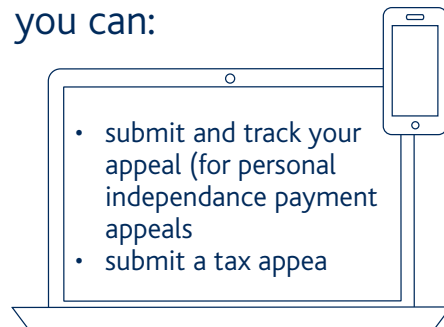 you can:
• submit and track your
appeal (for personal
independance payment
appeals
• submit a tax appea